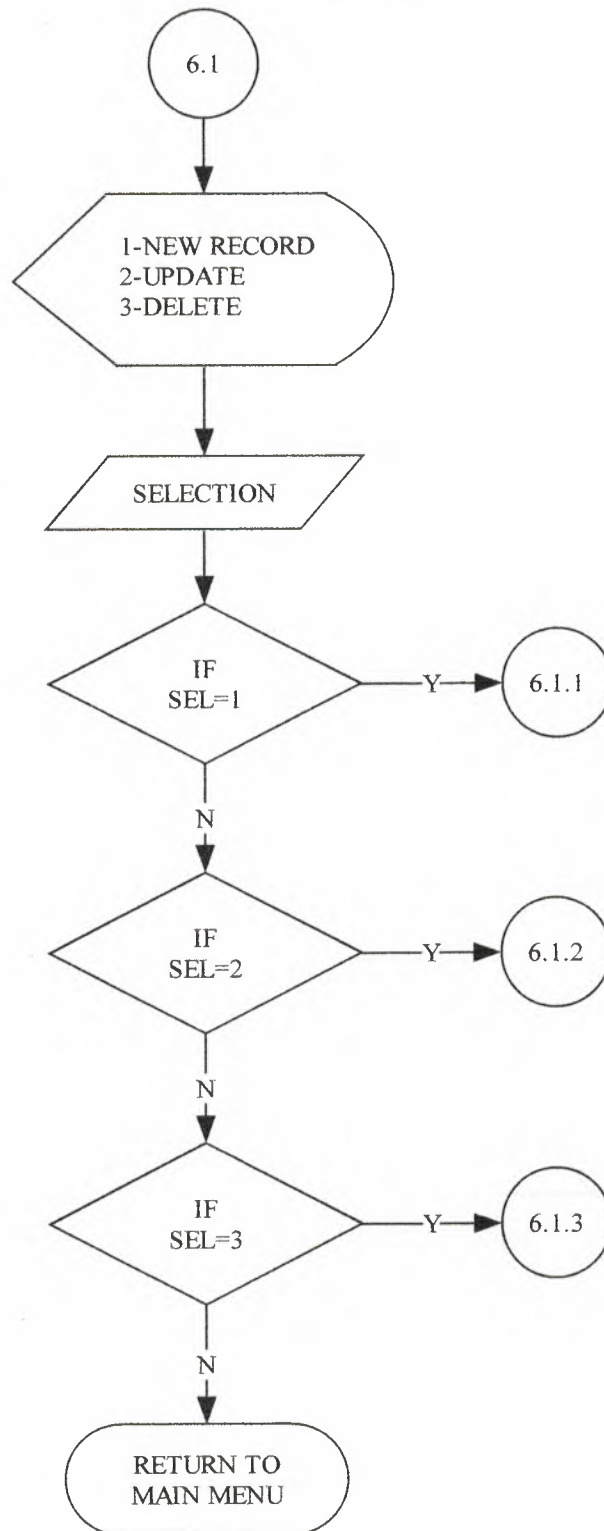 6.1
1-NEW RECORD
2-UPDATE
3-DELETE
SELECTION
IF
SEL=1
Y
6.1.1
N
IF
SEL=2
Y
6.1.2
N
IF
SEL=3
Y
6.1.3
N
RETURN TO
MAIN MENU